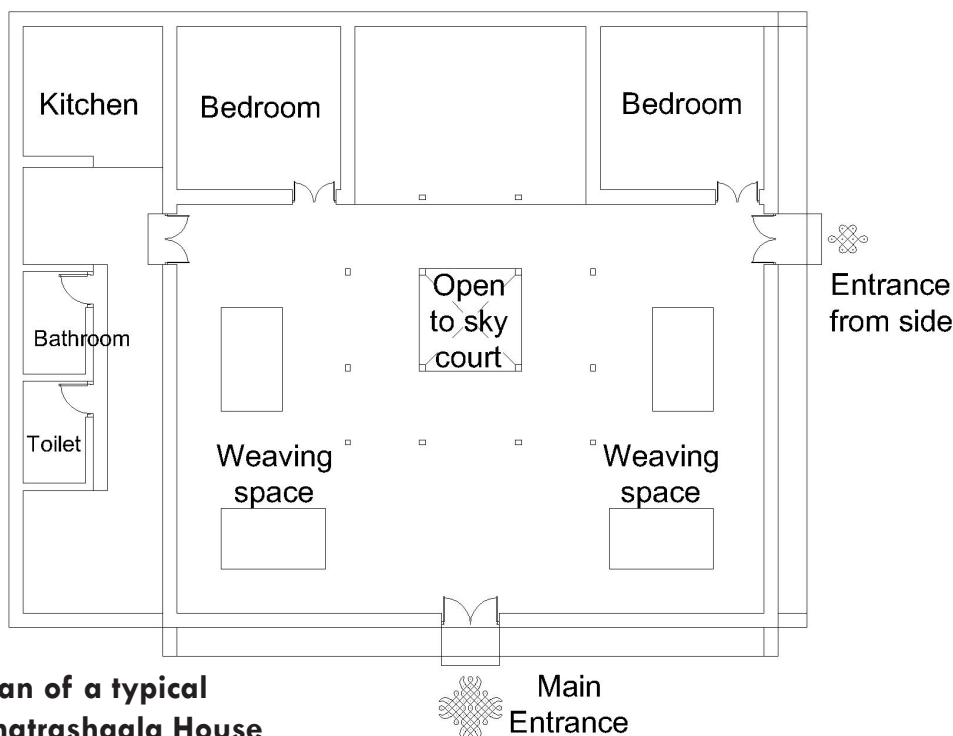 Kitchen
Bedroom
Bedroom
Open
to sky
court
Entrance
from side
Bathroom
Toilet
Weaving
space
Weaving
space
Main
Entrance
an of a typical
hatrashaala House